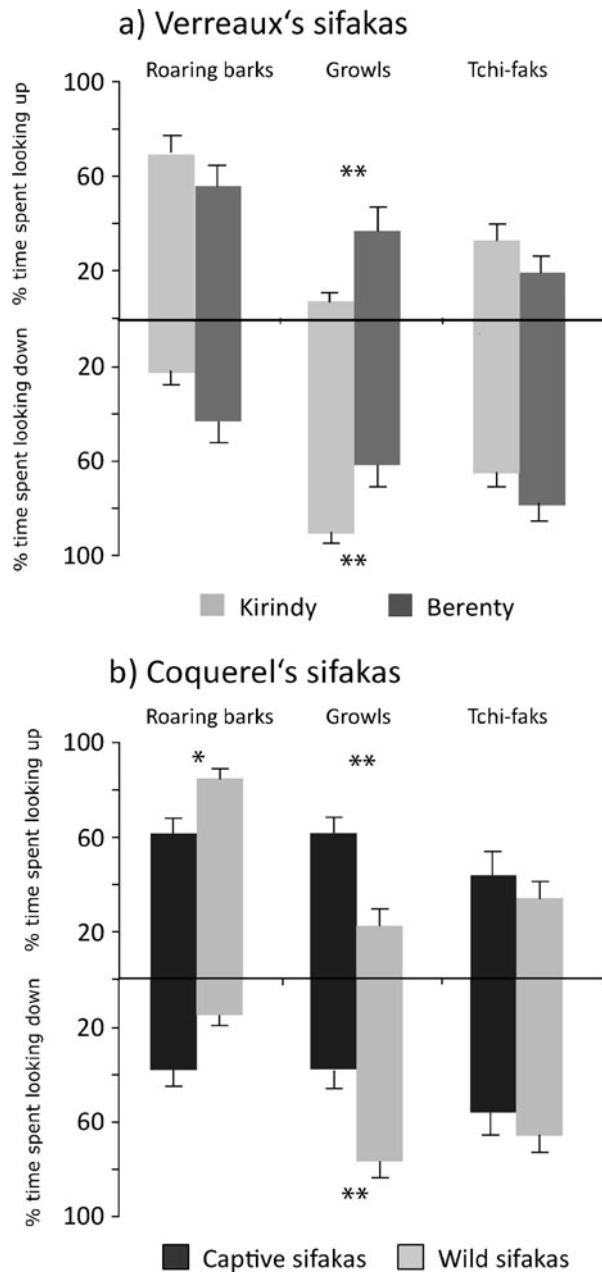 a) Verreaux‘s sifakas
Roaring barks Growls Tchi-faks
% time spent looking up
100
60
20
**
% time spent looking down
20
60
100
**
Kirindy Berenty
b) Coquerel‘s sifakas
Roaring barks Growls Tchi-faks
% time spent looking up
100
60
20
* **
% time spent looking down
20
60
100
**
Captive sifakas Wild sifakas